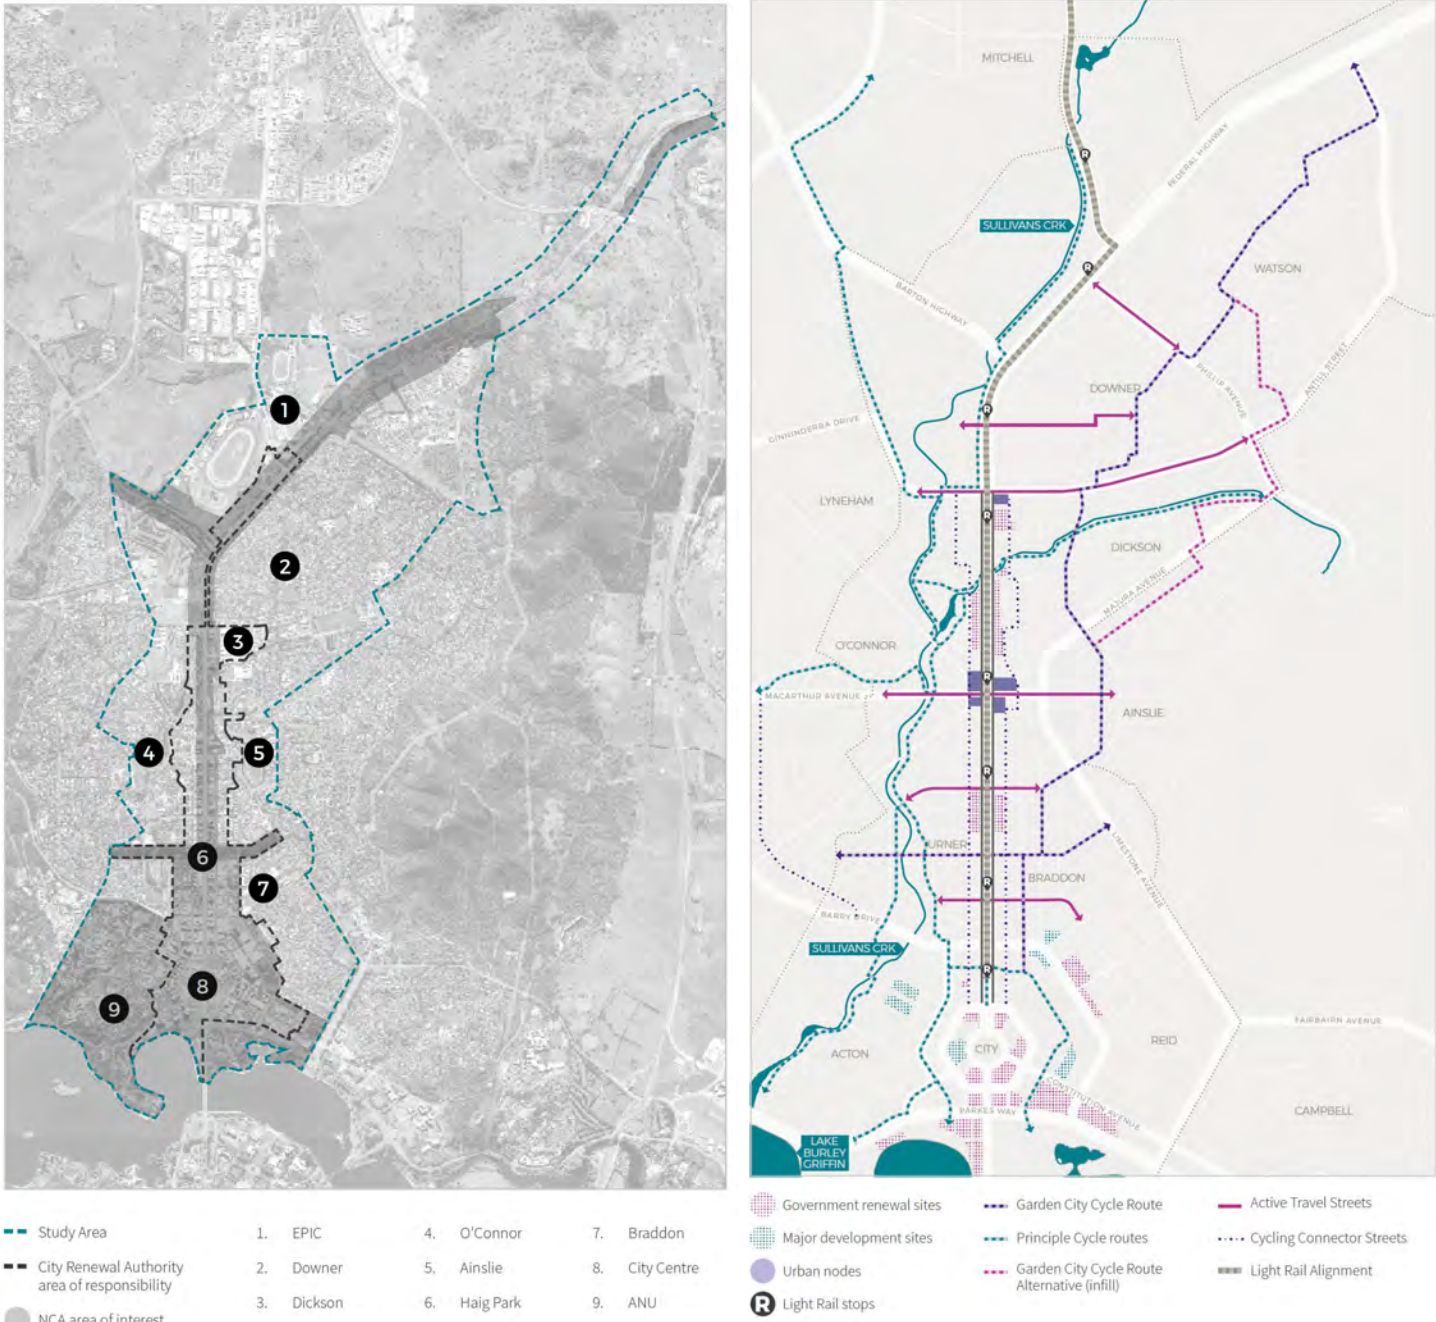 1
2
3
4
5
6
7
8
9
Study Area
City Renewal Authority
area of responsibility
NCA area of interest
1. EPIC
2. Downer
3. Dickson
4. O'Connor
5. Ainslie
6. Haig Park
7. Braddon
8. City Centre
9. ANU
MITCHELL
R
FEDERAL HIGHWAY
SULLIVANS CRK
R
WATSON
BARTON HIGHWAY
PHILLIP AVENUE
ANTILL STREET
DOWNER
R
GINNINDERRA DRIVE
LYNEHAM
R
DICKSON
MAJURA AVENUE
O'CONNOR
R
MACARTHUR AVENUE
AINSLIE
R
URNER
LIMESTONE AVENUE
R
BRADDON
BARRY DRIVE
SULLIVANS CRK
R
FAIRBAIRN AVENUE
REID
ACTON
CITY
CONSTITUTION AVENUE
PARKES WAY
CAMPBELL
LAKE
BURLEY
GRIFFIN
Government renewal sites
Major development sites
Urban nodes
R Light Rail stops
Garden City Cycle Route
Principle Cycle routes
Garden City Cycle Route
Alternative (infill)
Active Travel Streets
Cycling Connector Streets
Light Rail Alignment